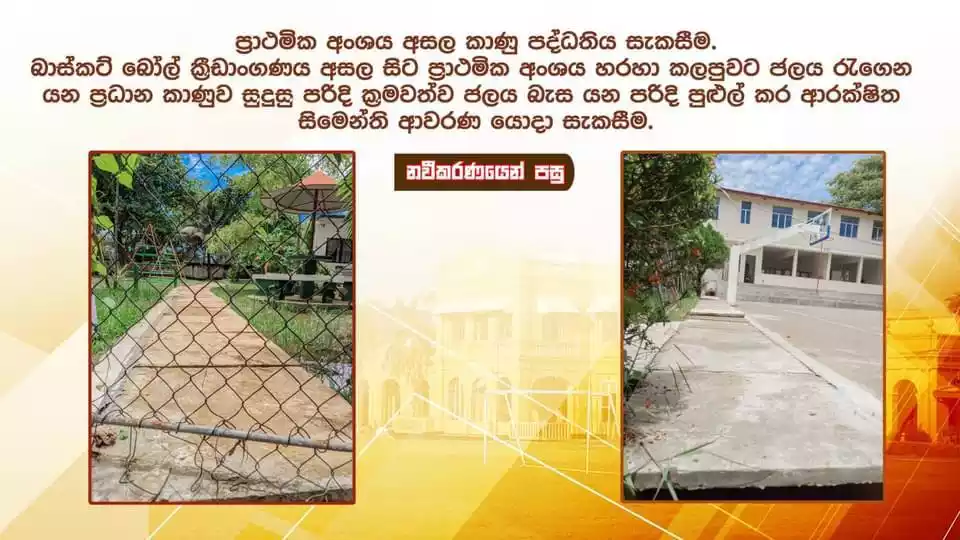 ප්‍රාථමික අංශය අසල කාණු පද්ධතිය සැකසීම.
බාස්කට් බෝල් ක්‍රීඩාංගණය අසල සිට ප්‍රාථමික අංශය හරහා කලපුවට ජලය රැගෙන
යන ප්‍රධාන කාණුව සුදුසු පරිදි ක්‍රමවත්ව ජලය බැස යන පරිදි පුළුල් කර ආරක්ෂිත
සිමෙන්ති ආවරණ යොදා සැකසීම.
නවීකරණයෙන් පසු